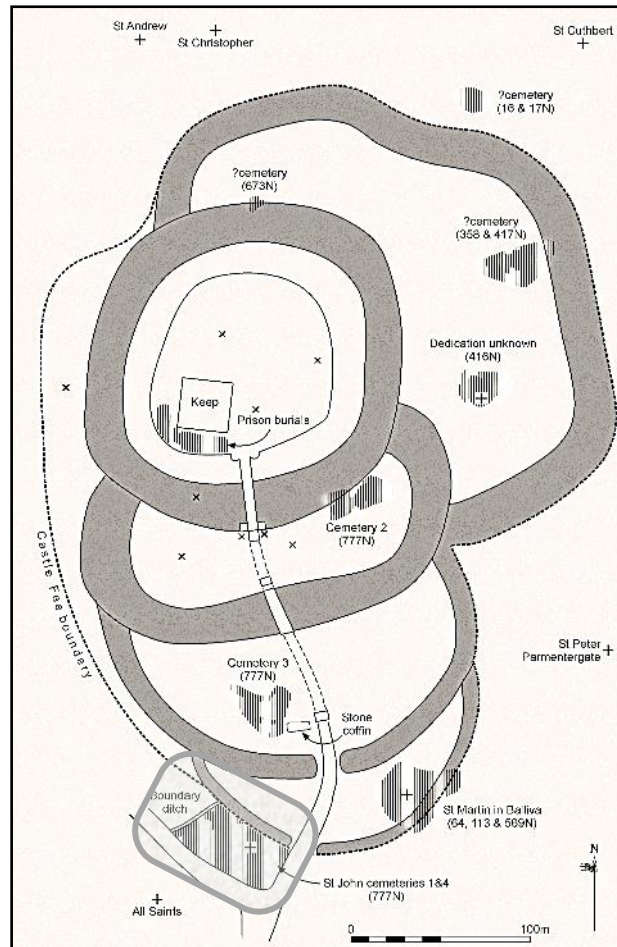 St Andrew
St Christopher
St Cuthbert
?cemetery
(16 & 17N)
?cemetery
(673N)
?cemetery
(358 & 417N)
Dedication unknown
(416N)
Keep
Prison burials
Cemetery 2
(777N)
Castle Fee boundary
Cemetery 3
(777N)
Stone
coffin
St Peter
Parmentergate
Boundary
ditch
St Martin in Balliva
(64, 113 & 569N)
St John cemeteries 1&4
(777N)
All Saints
N
0
100m